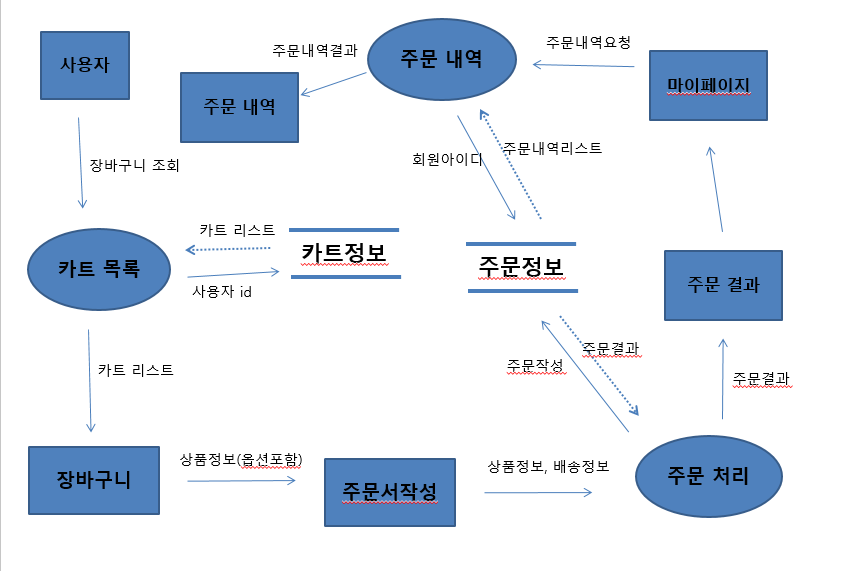 사용자
주문내역결과
주문 내역
주문내역요청
주문 내역
마이페이지
장바구니 조회
회원아이디
주문내역리스트
카트 리스트
카트 목록
카트정보
주문정보
주문 결과
사용자 id
카트 리스트
주문작성
주문결과
주문결과
장바구니
상품정보(옵션포함)
주문서작성
상품정보, 배송정보
주문 처리